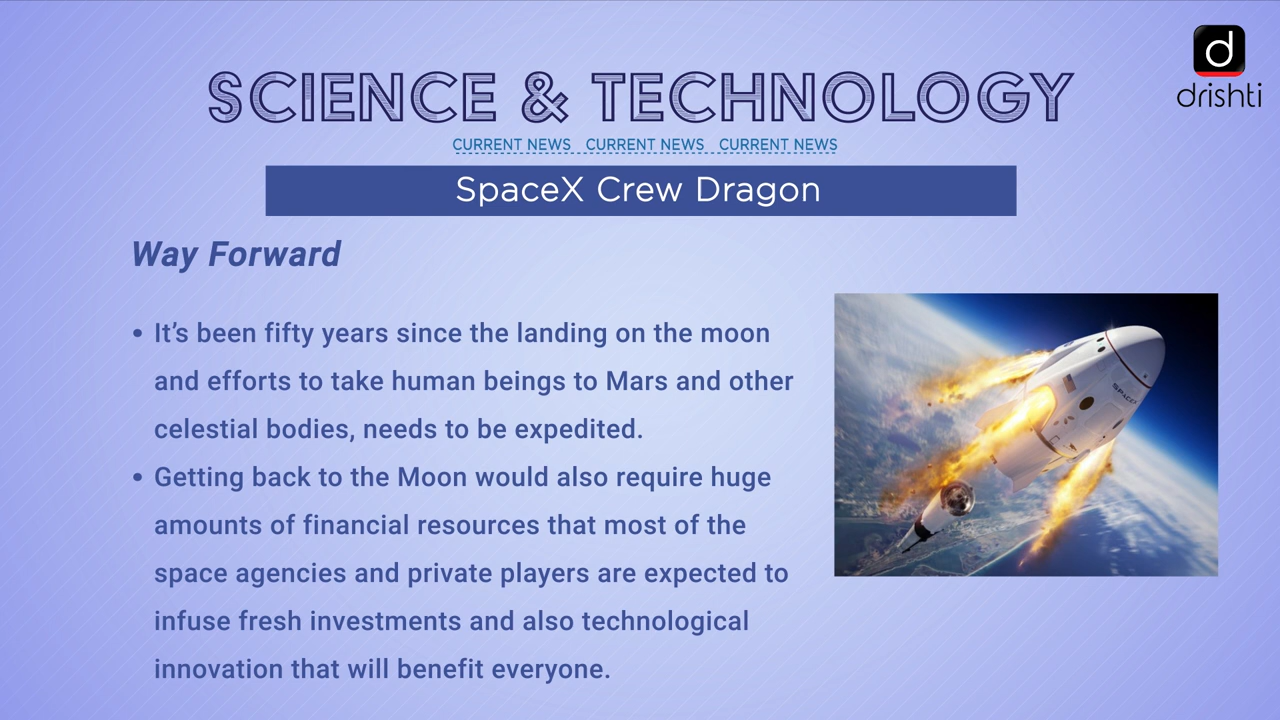 d
drishti
SCIENCE & TECHNOLOGY
CURRENT NEWS CURRENT NEWS CURRENT NEWS
SpaceX Crew Dragon
Way Forward
• It’s been fifty years since the landing on the moon
and efforts to take human beings to Mars and other
celestial bodies, needs to be expedited.
• Getting back to the Moon would also require huge
amounts of financial resources that most of the
space agencies and private players are expected to
infuse fresh investments and also technological
innovation that will benefit everyone.
SPACEX